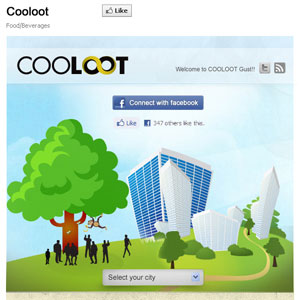 Cooloot
Like
Food/Beverages
COOLOOT
Welcome to COOLOOT Gust!!
Connect with facebook
Like
347 others like this.
Select your city